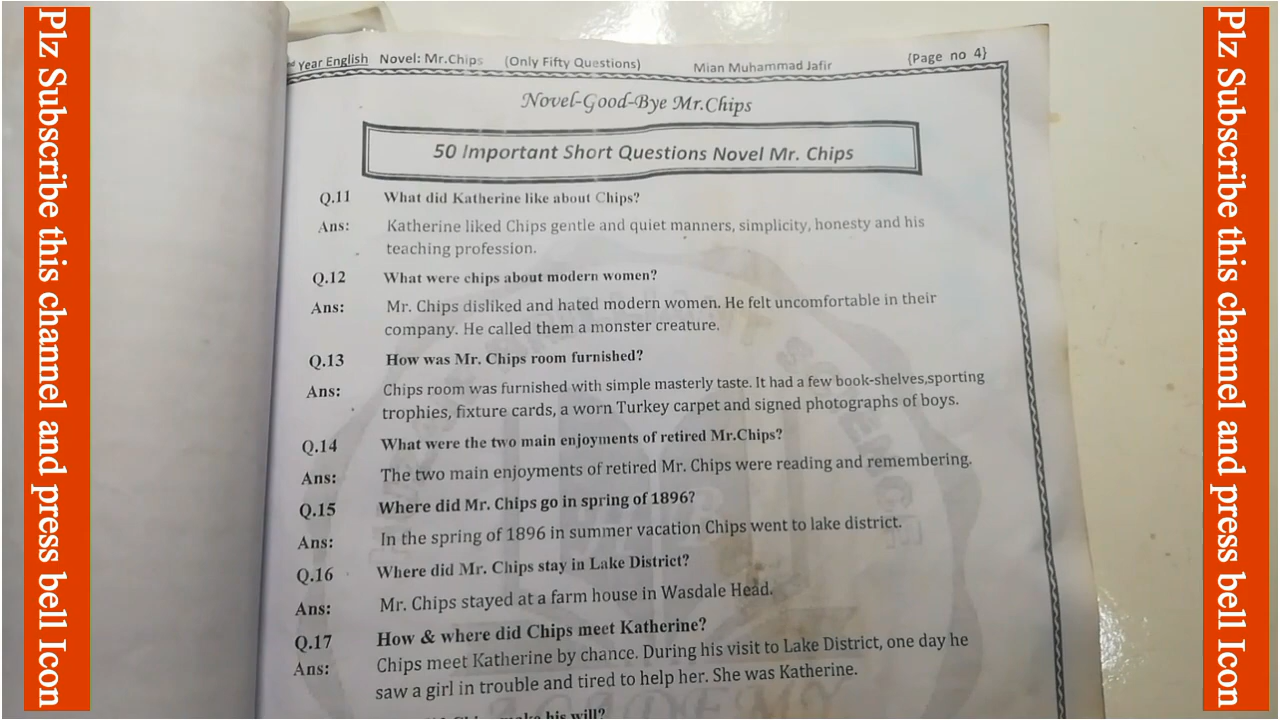 Plz Subscribe this channel and press bell Icon
Year English Novel: Mr.Chips (Only Fifty Questions) Mian Muhammad Jafir {Page no 4}
Novel-Good-Bye Mr.Chips
50 Important Short Questions Novel Mr. Chips
Q.11 What did Katherine like about Chips?
Ans: Katherine liked Chips gentle and quiet manners, simplicity, honesty and his
teaching profession.
Q.12 What were chips about modern women?
Ans: Mr. Chips disliked and hated modern women. He felt uncomfortable in their
company. He called them a monster creature.
Q.13 How was Mr. Chips room furnished?
Ans: Chips room was furnished with simple masterly taste. It had a few book-shelves,sporting
trophies, fixture cards, a worn Turkey carpet and signed photographs of boys.
Q.14 What were the two main enjoyments of retired Mr.Chips?
Ans: The two main enjoyments of retired Mr. Chips were reading and remembering.
Q.15 Where did Mr. Chips go in spring of 1896?
Ans: In the spring of 1896 in summer vacation Chips went to lake district.
Q.16 Where did Mr. Chips stay in Lake District?
Ans: Mr. Chips stayed at a farm house in Wasdale Head.
Q.17 How & where did Chips meet Katherine?
Ans: Chips meet Katherine by chance. During his visit to Lake District, one day he
saw a girl in trouble and tired to help her. She was Katherine.
his will?
Plz Subscribe this channel and press bell Icon